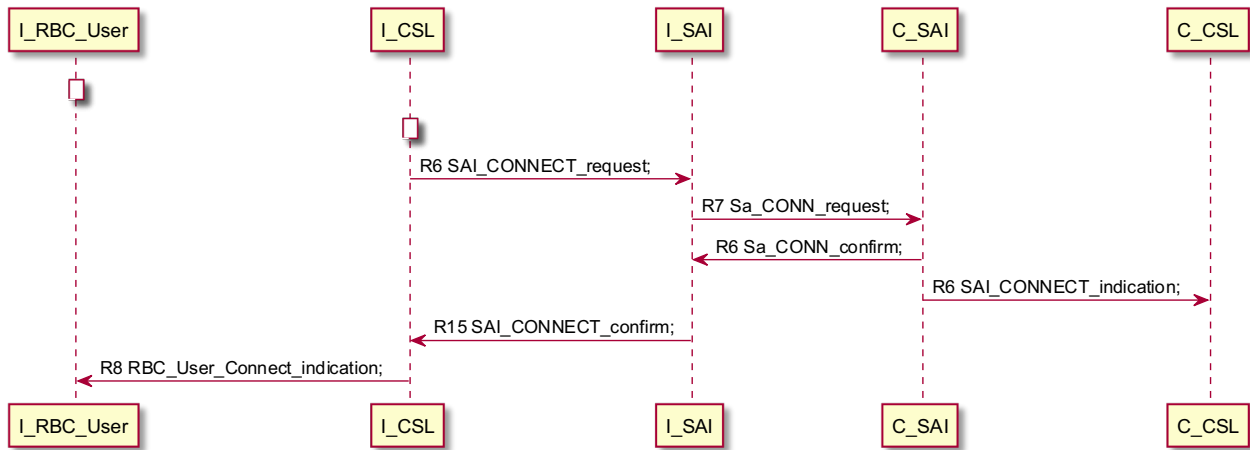 I_RBC_User
I_CSL
I_SAI
C_SAI
C_CSL
R6 SAI_CONNECT_request;
R7 Sa_CONN_request;
R6 Sa_CONN_confirm;
R6 SAI_CONNECT_indication;
R15 SAI_CONNECT_confirm;
R8 RBC_User_Connect_indication;
I_RBC_User
I_CSL
I_SAI
C_SAI
C_CSL